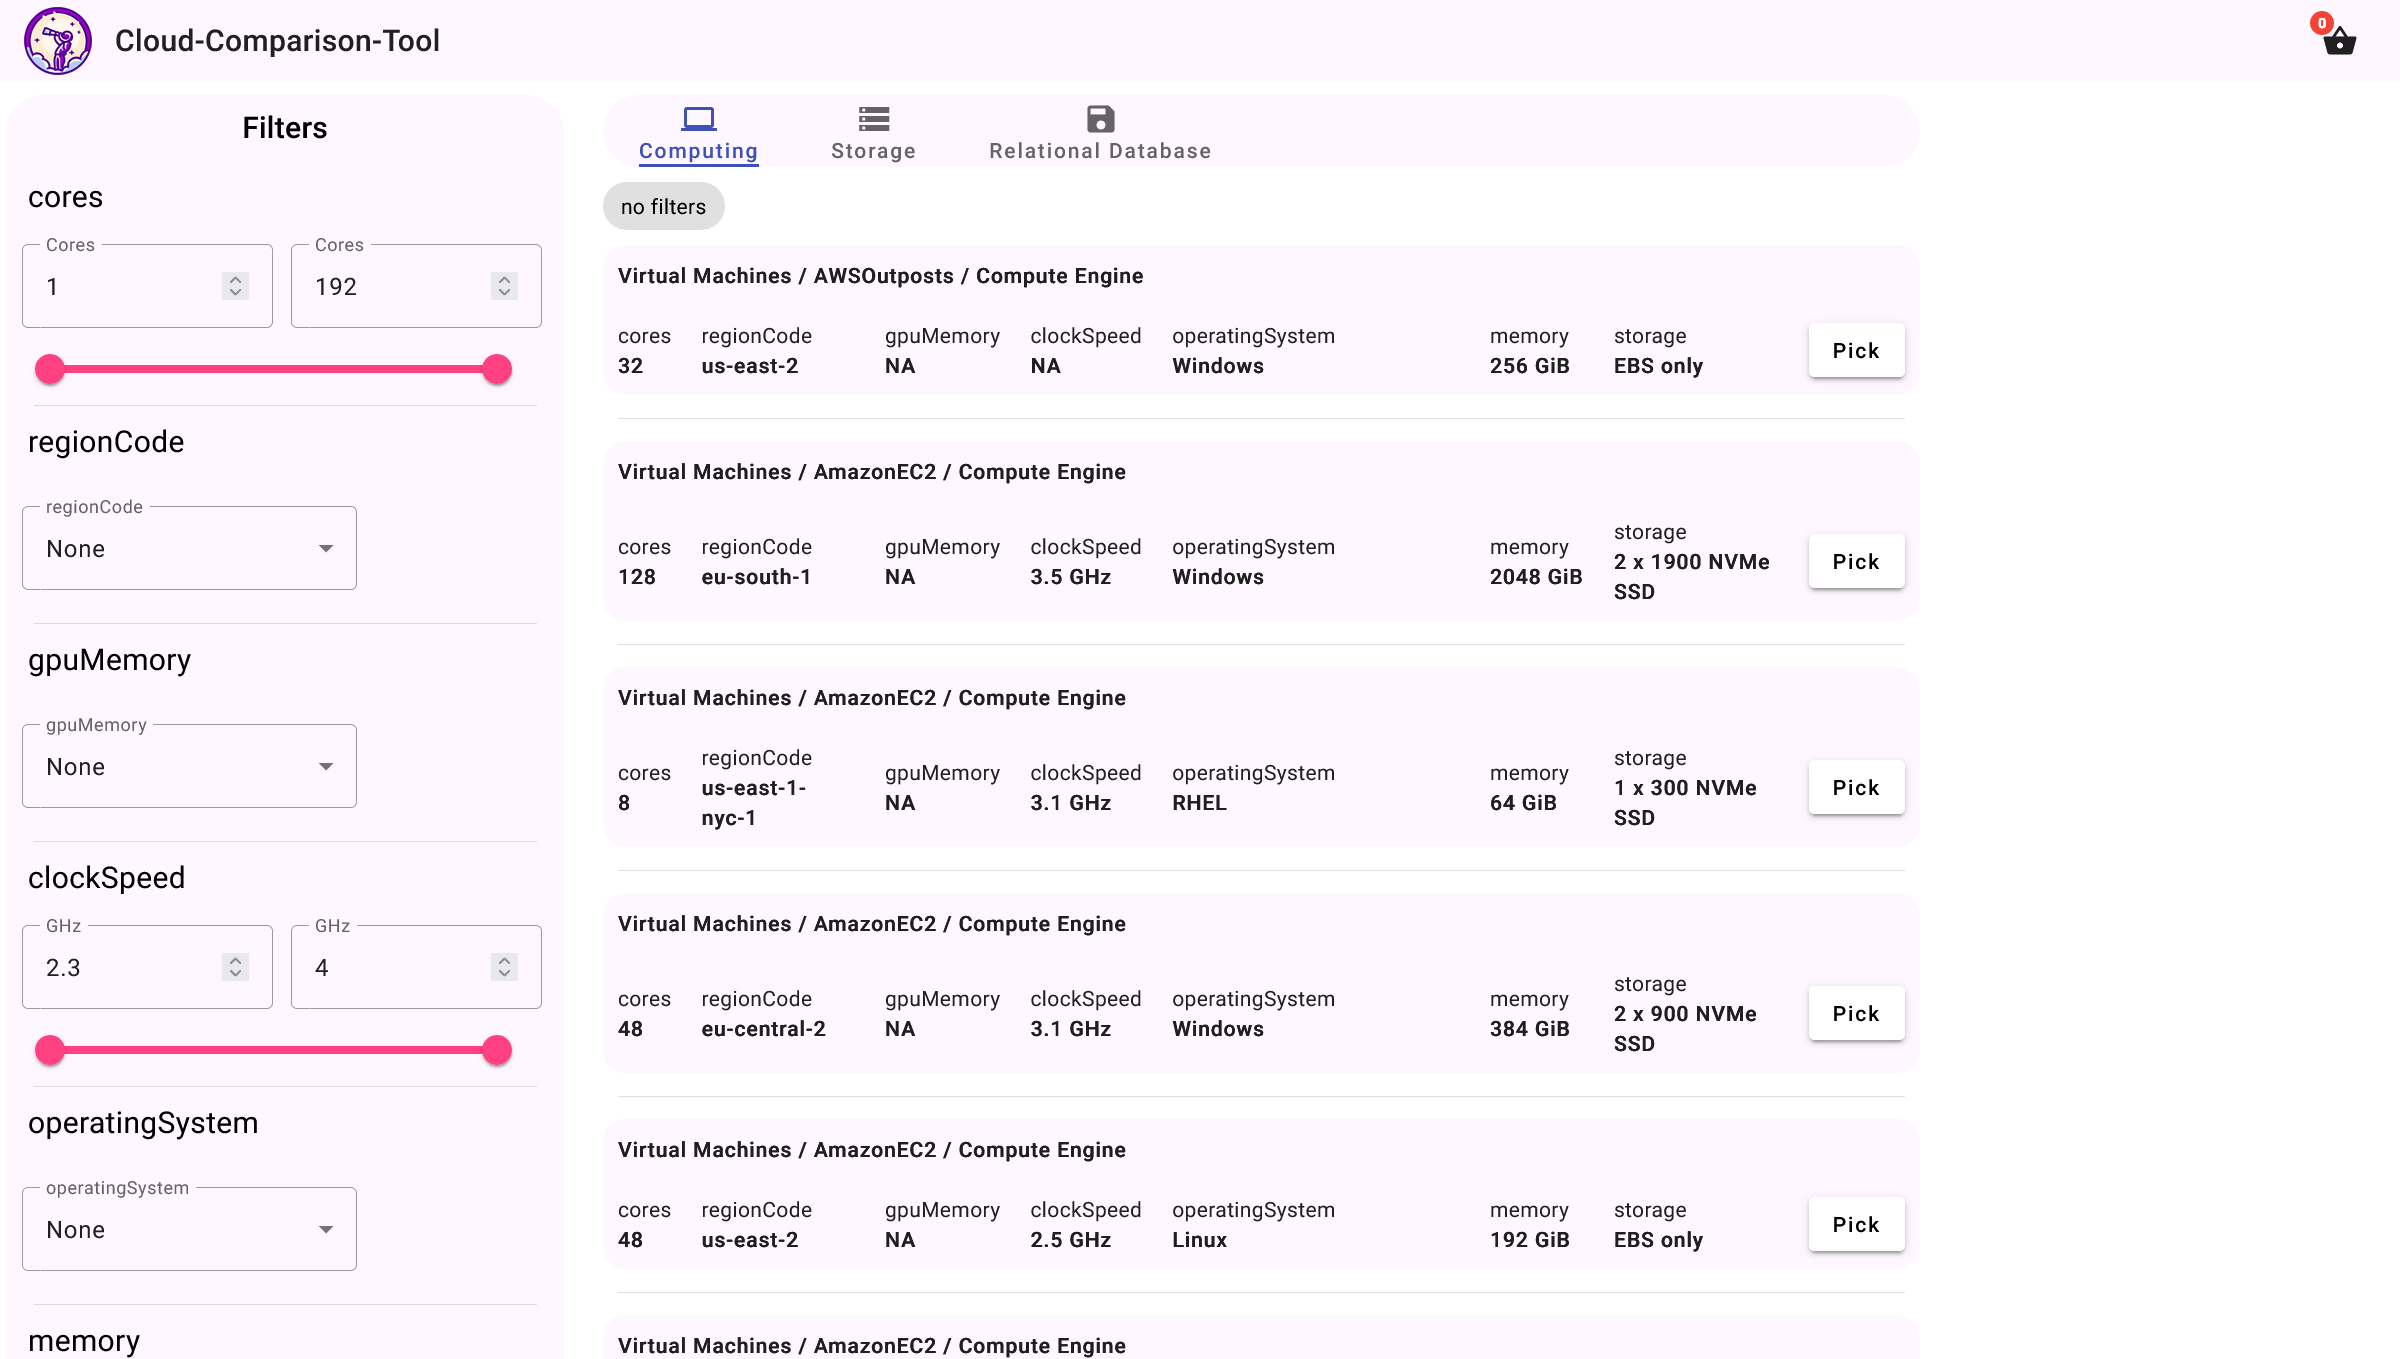 Cloud-Comparison-Tool
0
Filters
cores
Cores
Cores
1
192
regionCode
regionCode
None
gpuMemory
gpuMemory
None
clockSpeed
GHz
GHz
2.3
4
operatingSystem
operatingSystem
None
memory
Computing
Storage
Relational Database
no filters
Virtual Machines / AWSOutposts / Compute Engine
cores regionCode gpuMemory clockSpeed operatingSystem memory storage
32 us-east-2 NA NA Windows 256 GiB EBS only
Pick
Virtual Machines / AmazonEC2 / Compute Engine
cores regionCode gpuMemory clockSpeed operatingSystem memory storage
128 eu-south-1 NA 3.5 GHz Windows 2048 GiB 2 x 1900 NVMe
SSD
Pick
Virtual Machines / AmazonEC2 / Compute Engine
cores regionCode gpuMemory clockSpeed operatingSystem memory storage
8 us-east-1- NA 3.1 GHz RHEL 64 GiB 1 x 300 NVMe
nyc-1 SSD
Pick
Virtual Machines / AmazonEC2 / Compute Engine
cores regionCode gpuMemory clockSpeed operatingSystem memory storage
48 eu-central-2 NA 3.1 GHz Windows 384 GiB 2 x 900 NVMe
SSD
Pick
Virtual Machines / AmazonEC2 / Compute Engine
cores regionCode gpuMemory clockSpeed operatingSystem memory storage
48 us-east-2 NA 2.5 GHz Linux 192 GiB EBS only
Pick
Virtual Machines / AmazonEC2 / Compute Engine